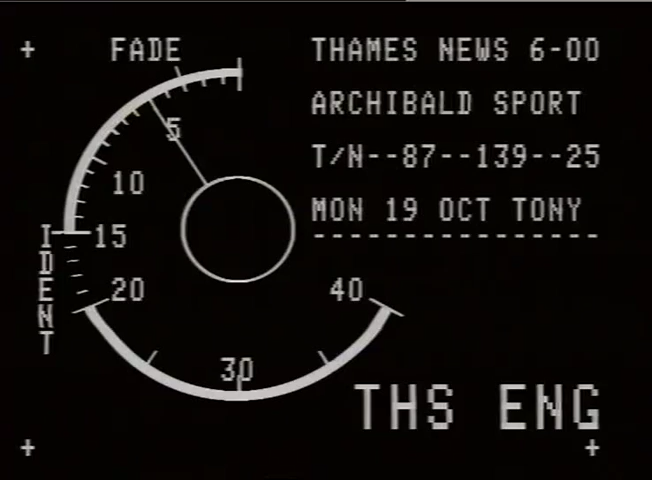 FADE
THAMES NEWS 6-00
ARCHIBALD SPORT
T/N--87--139--25
MON 19 OCT TONY
----------------
5
10
15
20
30
40
IDENT
THS ENG